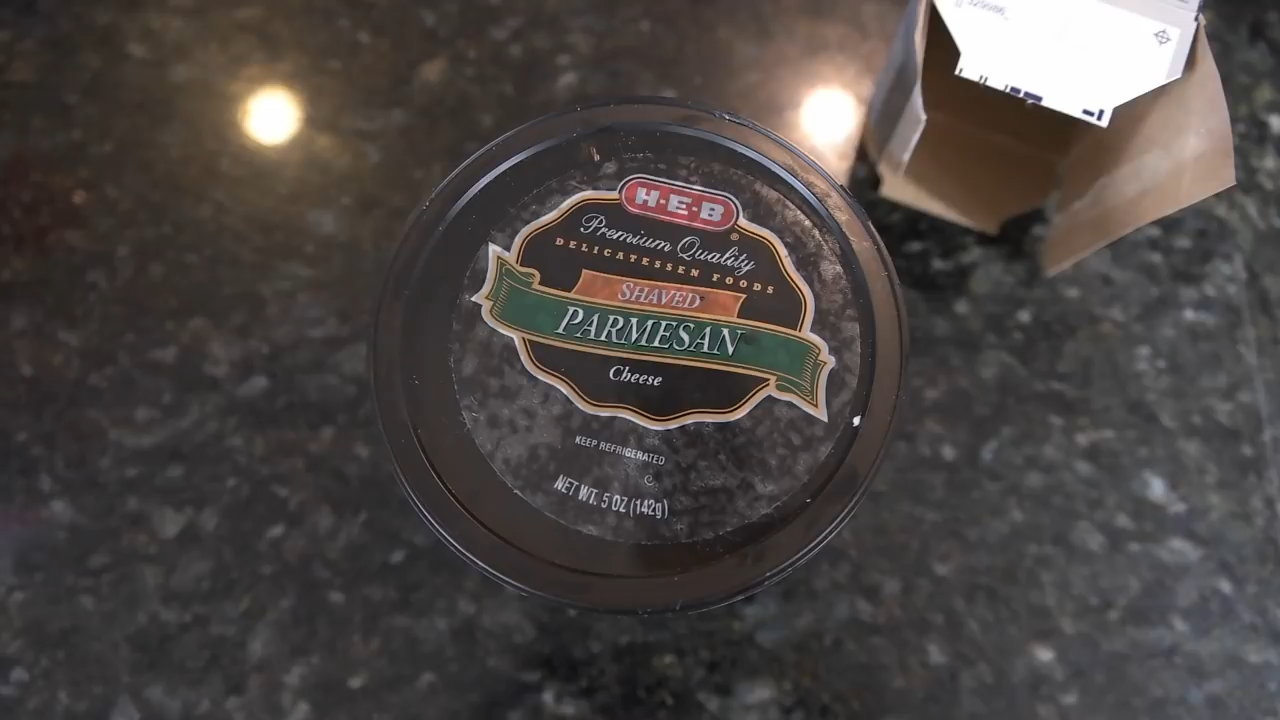 H-E-B
®
Premium Quality
DELICATESSEN FOODS
SHAVED
PARMESAN
Cheese
KEEP REFRIGERATED
NET WT. 5 OZ (142g)